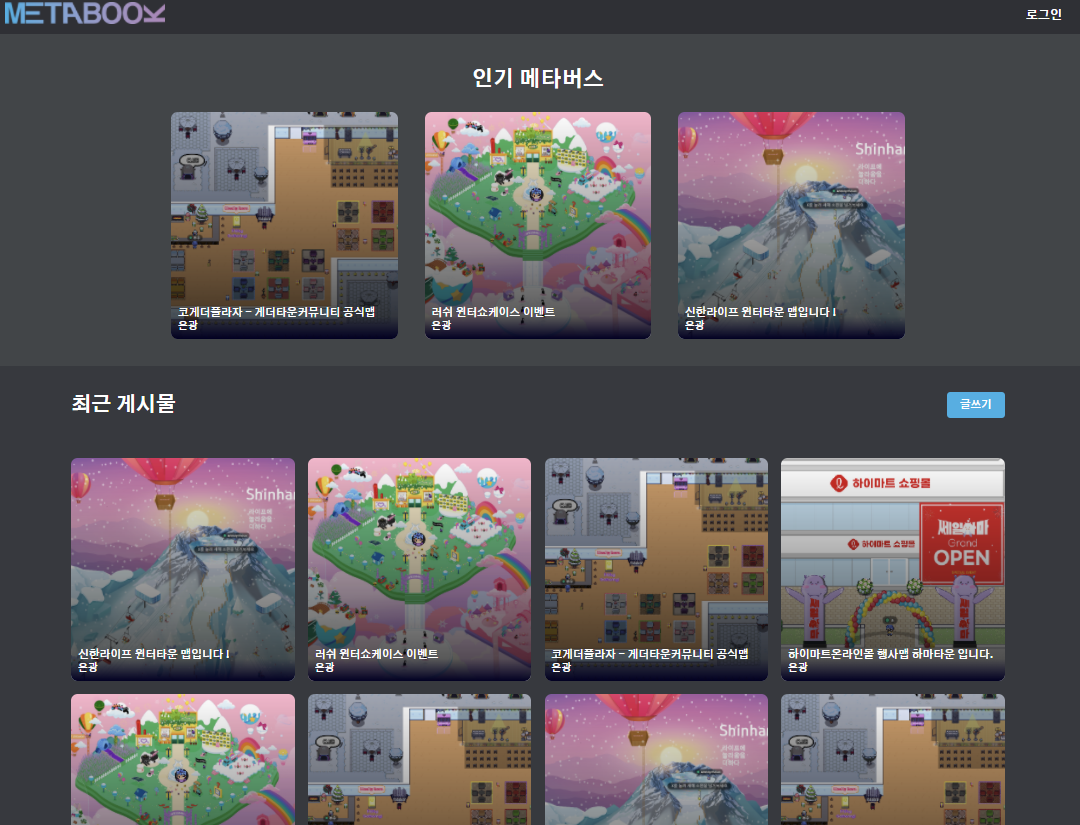 METABOOK
로그인
인기 메타버스
Shinhan
코게더플라자 - 게더타운커뮤니티 공식맵
은광
러쉬 윈터쇼케이스 이벤트
은광
신한라이프 윈터타운 맵입니다 !
은광
최근 게시물
글쓰기
Shinhan
하이마트 쇼핑몰
하이마트 쇼핑몰
세일하마
Grand
OPEN
신한라이프 윈터타운 맵입니다 !
은광
러쉬 윈터쇼케이스 이벤트
은광
코게더플라자 - 게더타운커뮤니티 공식맵
은광
하이마트온라인몰 행사맵 하마타운 입니다.
은광
Shinhan